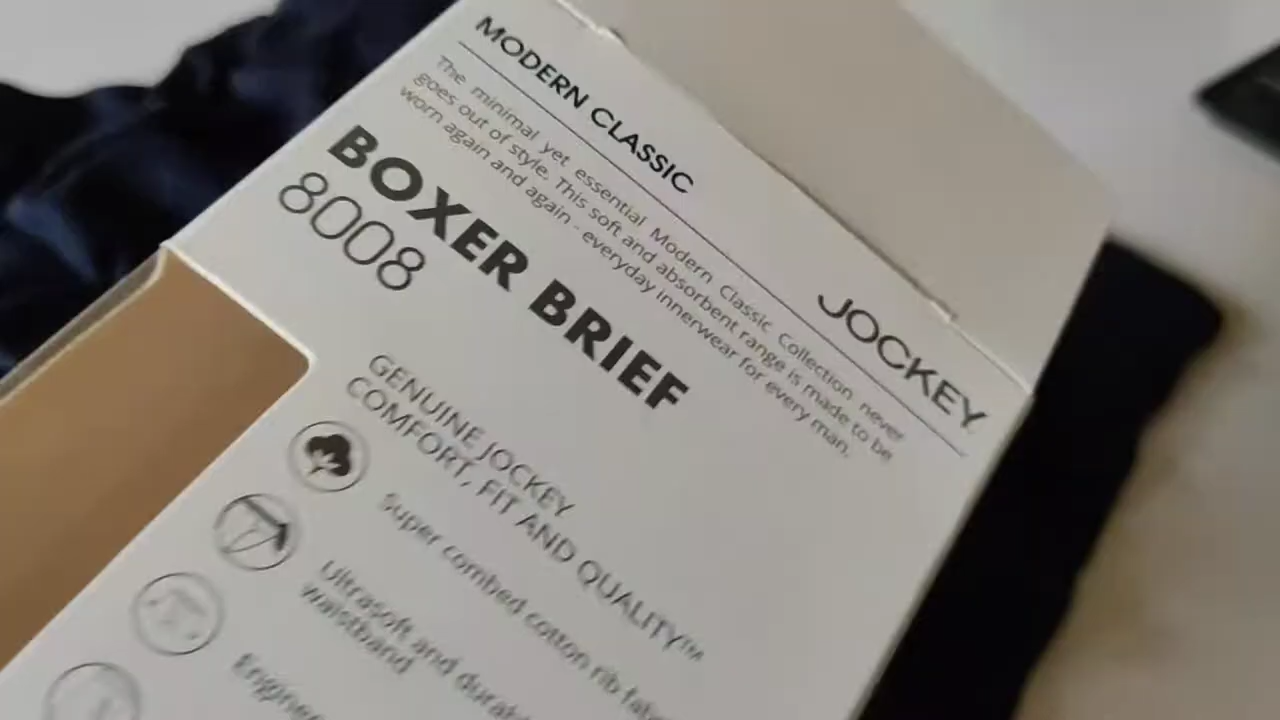 MODERN CLASSIC
JOCKEY
The minimal yet essential Modern Classic Collection never
goes out of style. This soft and absorbent range is made to be
worn again and again - everyday innerwear for every man.
BOXER BRIEF
8008
GENUINE JOCKEY
COMFORT, FIT AND QUALITY™
Super combed cotton rib
Ultrasoft and
waistband